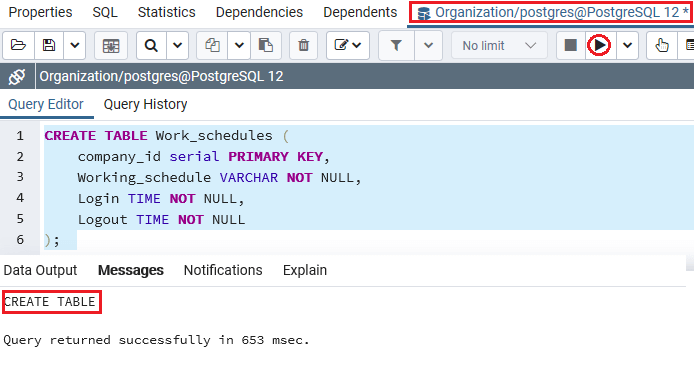 Properties SQL Statistics Dependencies Dependents Organization/postgres@PostgreSQL 12 *
No limit
Organization/postgres@PostgreSQL 12
Query Editor Query History
1 CREATE TABLE Work_schedules (
2 company_id serial PRIMARY KEY,
3 Working_schedule VARCHAR NOT NULL,
4 Login TIME NOT NULL,
5 Logout TIME NOT NULL
6 );
Data Output Messages Notifications Explain
CREATE TABLE
Query returned successfully in 653 msec.